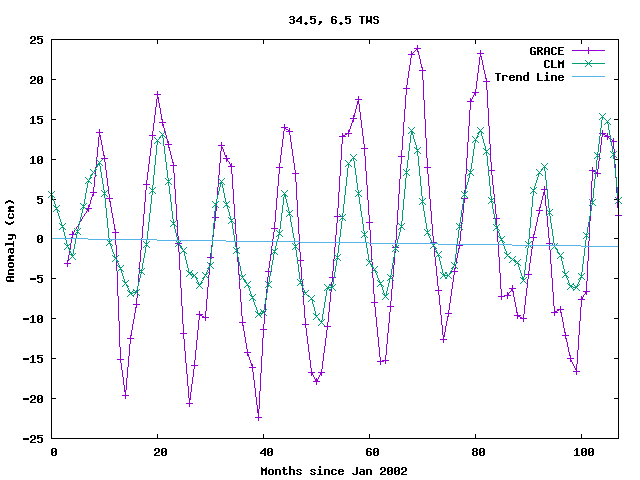 34.5, 6.5 TWS
GRACE
CLM
Trend Line
25
20
15
10
5
0
-5
-10
-15
-20
-25
Anomaly (cm)
0 20 40 60 80 100
Months since Jan 2002